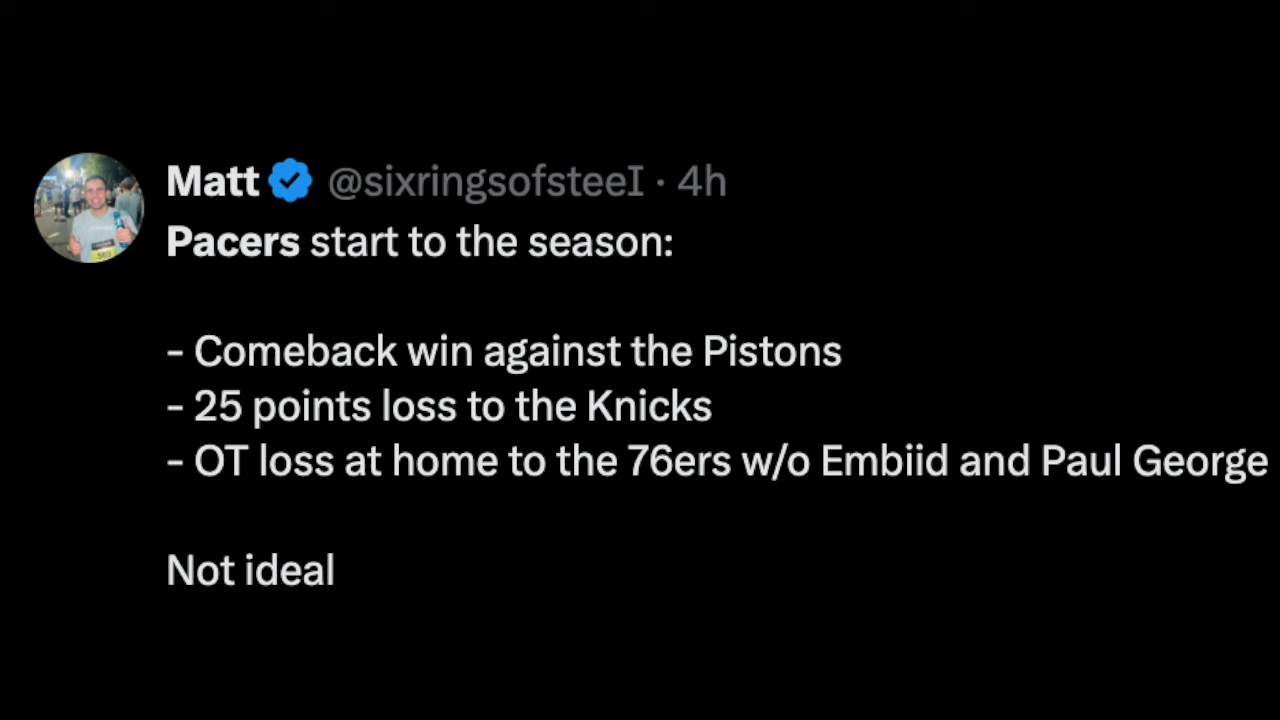 Matt @sixringsofsteeI · 4h
Pacers start to the season:
- Comeback win against the Pistons
- 25 points loss to the Knicks
- OT loss at home to the 76ers w/o Embiid and Paul George
Not ideal